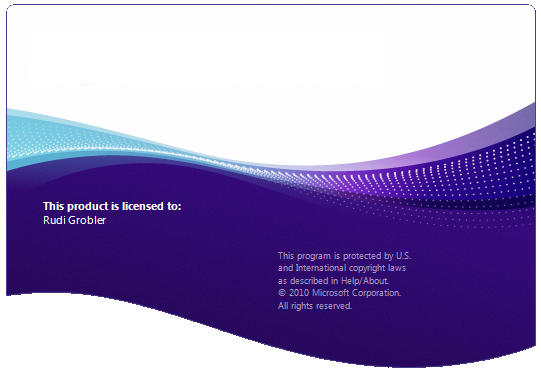 This product is licensed to:
Rudi Grobler
This program is protected by U.S.
and International copyright laws
as described in Help/About.
© 2010 Microsoft Corporation.
All rights reserved.